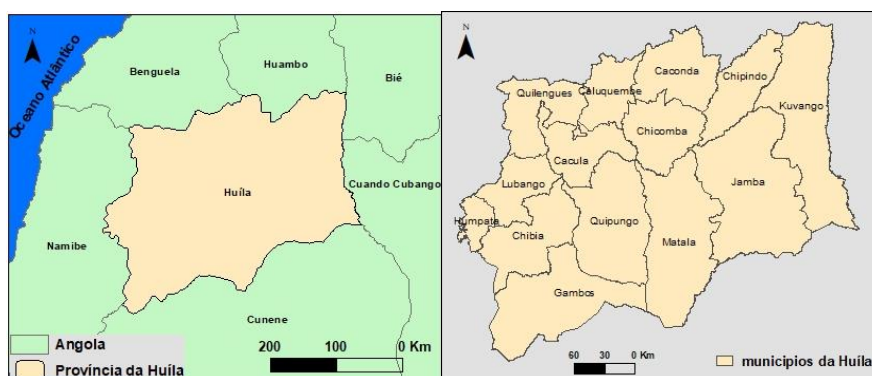 N
Oceano Atlântico
Benguela
Huambo
Bié
Huíla
Cuando Cubango
Namibe
Cunene
Angola
Província da Huíla
200 100 0 Km
N
Caconda
Chipindo
Quilengues
Caluquembe
Kuvango
Chicomba
Cacula
Lubango
Jamba
Humpata
Quipungo
Chibia
Matala
Gambos
60 30 0 Km
municipios da Huíla